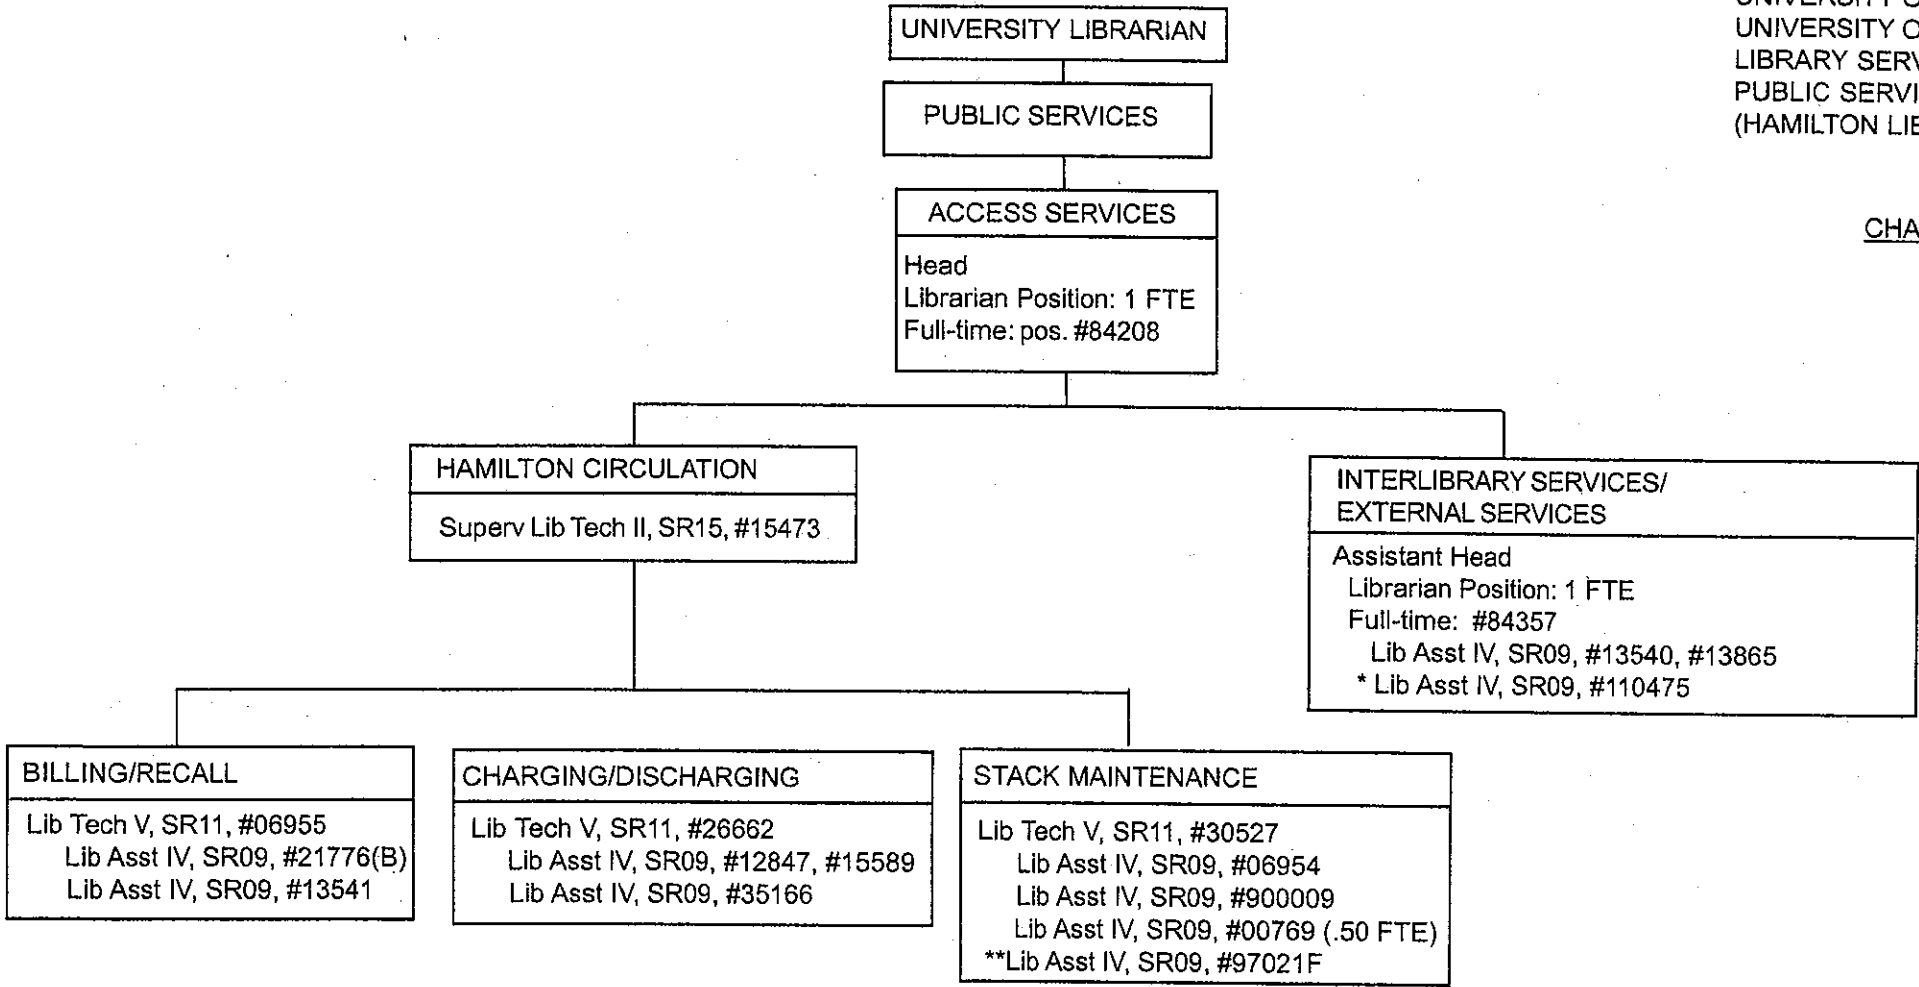 UNIVERSITY LIBRARIAN
PUBLIC SERVICES
UNIVERSITY
LIBRARY
PUBLIC
(HAMILTON
ACCESS SERVICES
Head
Librarian Position: 1 FTE
Full-time: pos. #84208
HAMILTON CIRCULATION
Superv Lib Tech II, SR15, #15473
INTERLIBRARY SERVICES/
EXTERNAL SERVICES
Assistant Head
Librarian Position: 1 FTE
Full-time: #84357
Lib Asst IV, SR09, #13540, #13865
* Lib Asst IV, SR09, #110475
BILLING/RECALL
Lib Tech V, SR11, #06955
Lib Asst IV, SR09, #21776(B)
Lib Asst IV, SR09, #13541
CHARGING/DISCHARGING
Lib Tech V, SR11, #26662
Lib Asst IV, SR09, #12847, #15589
Lib Asst IV, SR09, #35166
STACK MAINTENANCE
Lib Tech V, SR11, #30527
Lib Asst IV, SR09, #06954
Lib Asst IV, SR09, #900009
Lib Asst IV, SR09, #00769 (.50 FTE)
**Lib Asst IV, SR09, #97021F